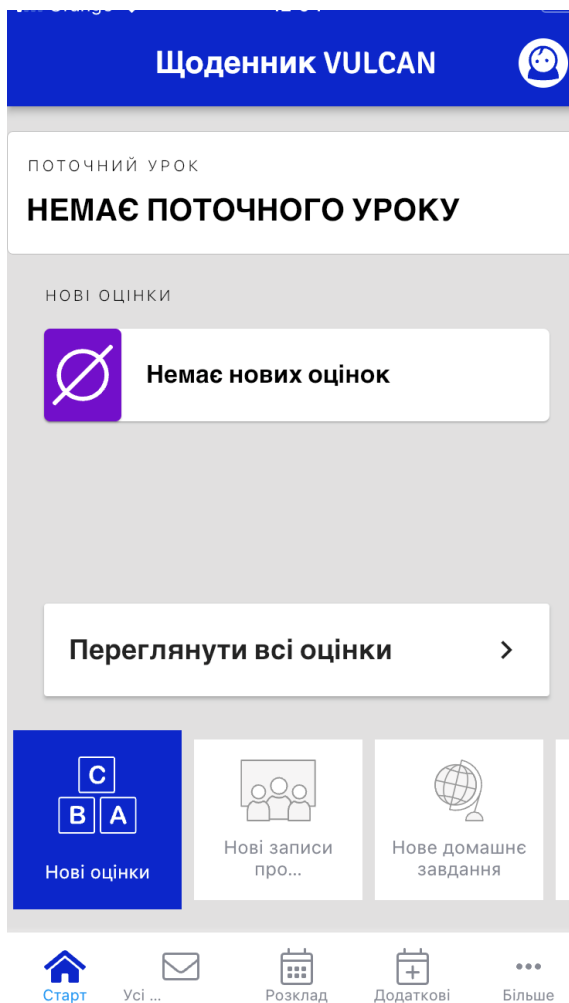 Щоденник VULCAN
ПОТОЧНИЙ УРОК
НЕМАЄ ПОТОЧНОГО УРОКУ
НОВІ ОЦІНКИ
Немає нових оцінок
Переглянути всі оцінки
C
B A
Нові оцінки
Нові записи
про...
Нове домашнє
завдання
Старт Усі ... Розклад Додаткові Більше